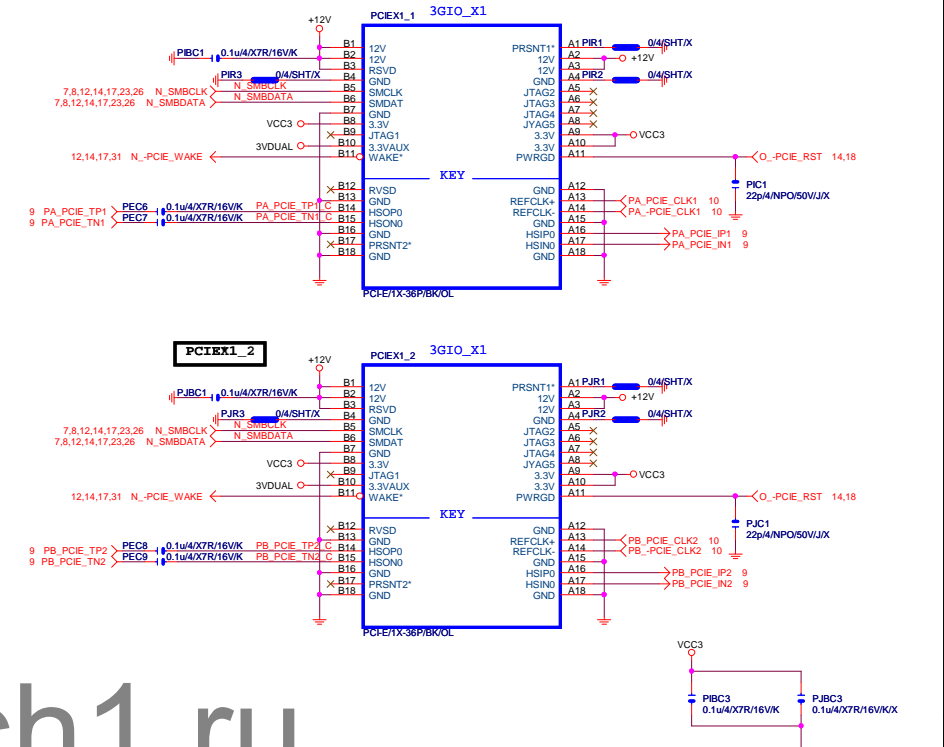 PCIEX1_1 3GIO_X1
+12V
PIBC1 0.1u/4/X7R/16V/K
B1 12V PRSNT1* A1 PIR1 0/4/SHT/X
B2 12V 12V A2 +12V
B3 RSVD 12V A3
PIR3 0/4/SHT/X B4 GND GND A4 PIR2 0/4/SHT/X
7,8,12,14,17,23,26 N_SMBCLK N_SMBCLK B5 SMCLK JTAG2 A5
7,8,12,14,17,23,26 N_SMBDATA N_SMBDATA B6 SMDAT JTAG3 A6
B7 GND JTAG4 A7
VCC3 B8 3.3V JYAG5 A8
B9 JTAG1 3.3V A9 VCC3
3VDUAL B10 3.3VAUX 3.3V A10
12,14,17,31 N_-PCIE_WAKE B11 WAKE* PWRGD A11 O_-PCIE_RST 14,18
KEY
PIC1
22p/4/NPO/50V/J/X
B12 RVSD GND A12
B13 GND REFCLK+ A13 PA_PCIE_CLK1 10
9 PA_PCIE_TP1 PEC6 0.1u/4/X7R/16V/K PA_PCIE_TP1_C B14 HSOP0 REFCLK- A14 PA_-PCIE_CLK1 10
9 PA_PCIE_TN1 PEC7 0.1u/4/X7R/16V/K PA_PCIE_TN1_C B15 HSON0 GND A15
B16 GND HSIP0 A16 PA_PCIE_IP1 9
B17 PRSNT2* HSIN0 A17 PA_PCIE_IN1 9
B18 GND GND A18
PCI-E/1X-36P/BK/OL
PCIEX1_2
PCIEX1_2 3GIO_X1
+12V
PJBC1 0.1u/4/X7R/16V/K
B1 12V PRSNT1* A1 PJR1 0/4/SHT/X
B2 12V 12V A2 +12V
B3 RSVD 12V A3
PJR3 0/4/SHT/X B4 GND GND A4 PJR2 0/4/SHT/X
7,8,12,14,17,23,26 N_SMBCLK N_SMBCLK B5 SMCLK JTAG2 A5
7,8,12,14,17,23,26 N_SMBDATA N_SMBDATA B6 SMDAT JTAG3 A6
B7 GND JTAG4 A7
VCC3 B8 3.3V JYAG5 A8
B9 JTAG1 3.3V A9 VCC3
3VDUAL B10 3.3VAUX 3.3V A10
12,14,17,31 N_-PCIE_WAKE B11 WAKE* PWRGD A11 O_-PCIE_RST 14,18
KEY
PJC1
22p/4/NPO/50V/J/X
B12 RVSD GND A12
B13 GND REFCLK+ A13 PB_PCIE_CLK2 10
9 PB_PCIE_TP2 PEC8 0.1u/4/X7R/16V/K PB_PCIE_TP2_C B14 HSOP0 REFCLK- A14 PB_-PCIE_CLK2 10
9 PB_PCIE_TN2 PEC9 0.1u/4/X7R/16V/K PB_PCIE_TN2_C B15 HSON0 GND A15
B16 GND HSIP0 A16 PB_PCIE_IP2 9
B17 PRSNT2* HSIN0 A17 PB_PCIE_IN2 9
B18 GND GND A18
PCI-E/1X-36P/BK/OL
VCC3
PIBC3 PJBC3
0.1u/4/X7R/16V/K 0.1u/4/X7R/16V/K/X
ch1.ru